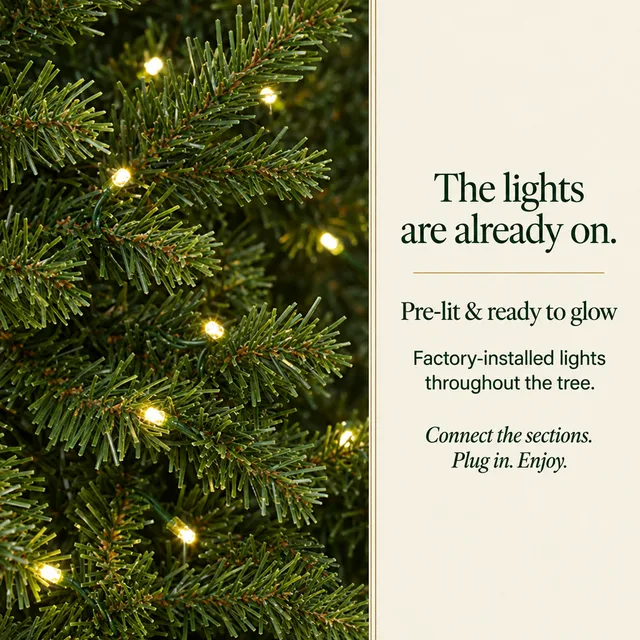 The lights
are already on.
Pre-lit & ready to glow
Factory-installed lights
throughout the tree.
Connect the sections.
Plug in. Enjoy.